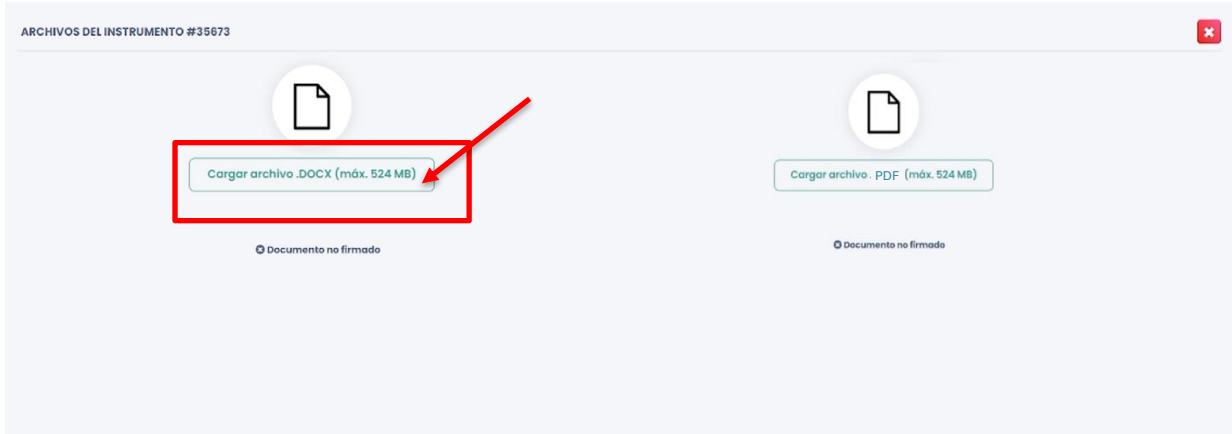 ARCHIVOS DEL INSTRUMENTO #35673
Cargar archivo .DOCX (máx. 524 MB)
Cargar archivo . PDF (máx. 524 MB)
Documento no firmado
Documento no firmado